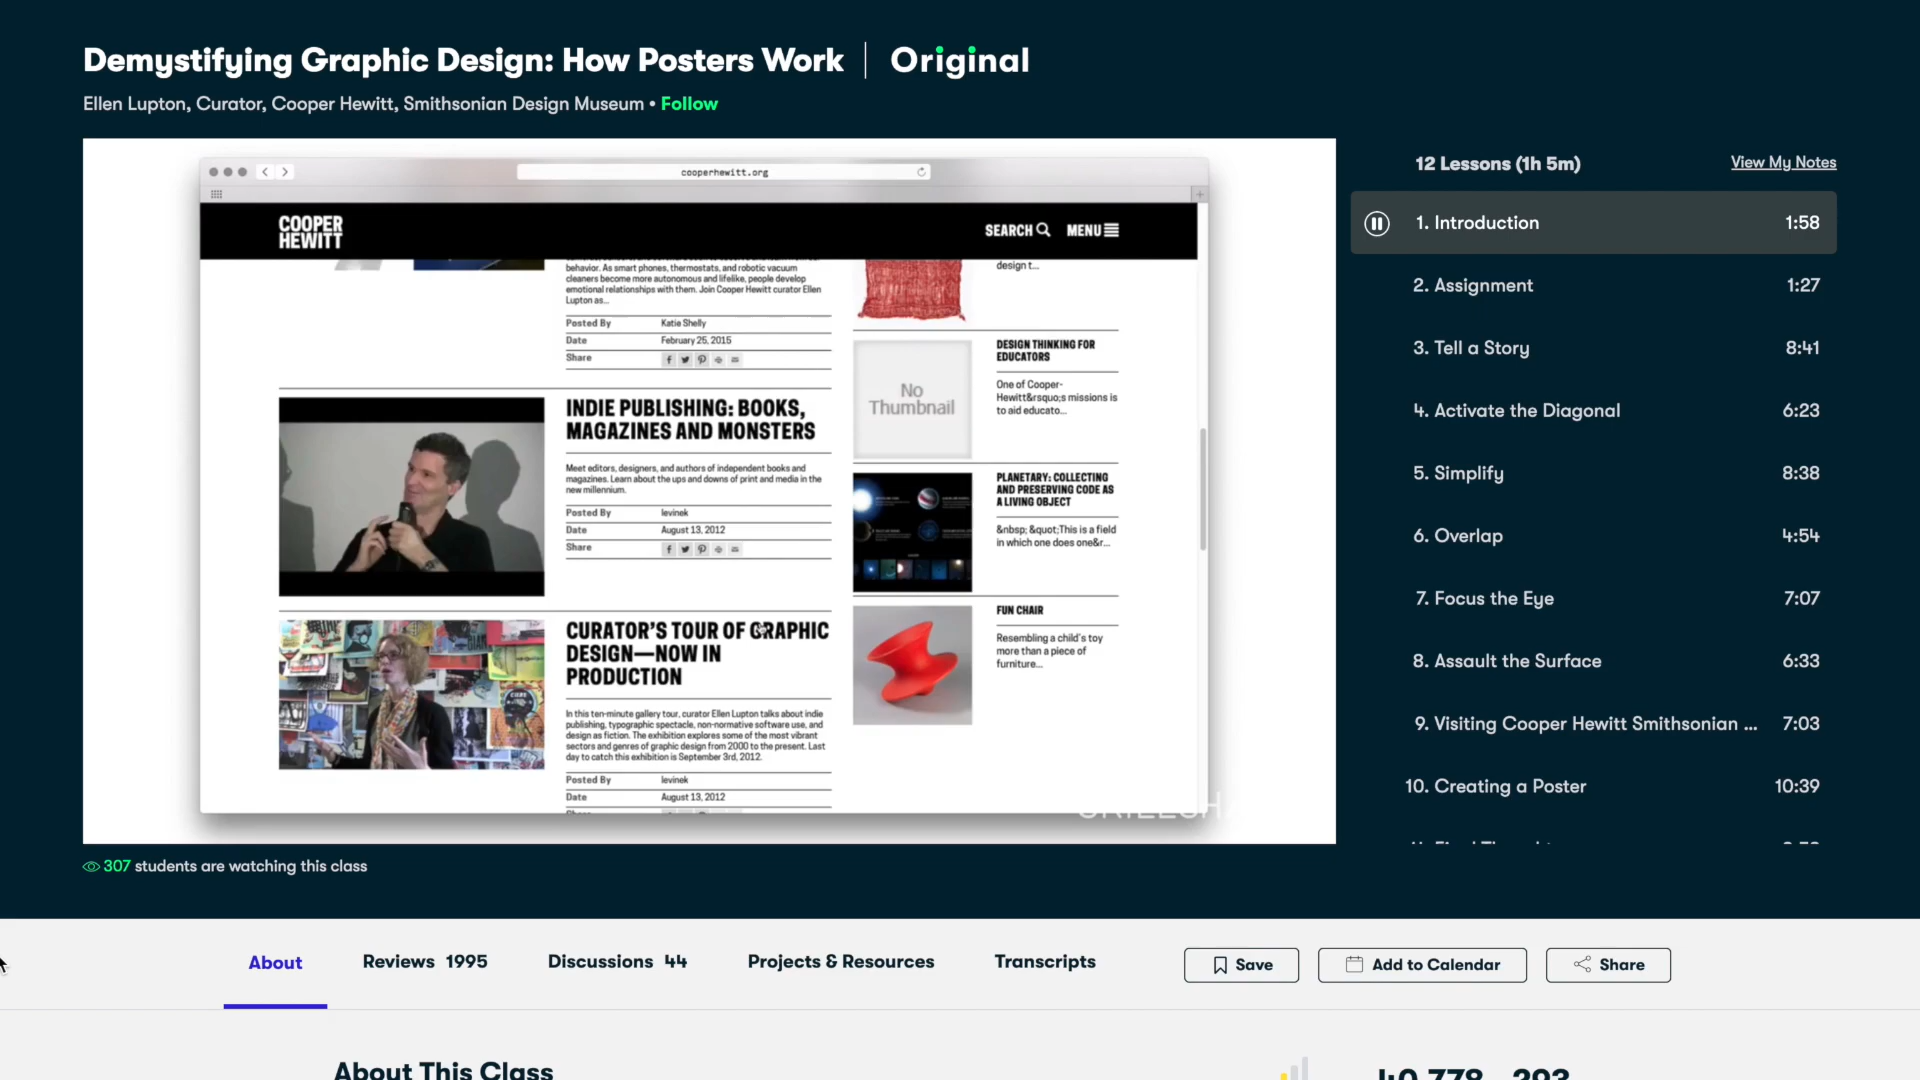 Demystifying Graphic Design: How Posters Work | Original
Ellen Lupton, Curator, Cooper Hewitt, Smithsonian Design Museum • Follow
cooperhewitt.org
COOPER
HEWITT
SEARCH
MENU
behavior. As smart phones, thermostats, and robotic vacuum
cleaners become more autonomous and lifelike, people develop
emotional relationships with them. Join Cooper Hewitt curator Ellen
Lupton as...
Posted By Katie Shelly
Date February 25, 2015
Share
INDIE PUBLISHING: BOOKS,
MAGAZINES AND MONSTERS
Meet editors, designers, and authors of independent books and
magazines. Learn about the ups and downs of print and media in the
new millennium.
Posted By levinek
Date August 13, 2012
Share
CURATOR'S TOUR OF GRAPHIC
DESIGN—NOW IN
PRODUCTION
In this ten-minute gallery tour, curator Ellen Lupton talks about indie
publishing, typographic spectacle, non-normative software use, and
design as fiction. The exhibition explores some of the most vibrant
sectors and genres of graphic design from 2000 to the present. Last
day to catch this exhibition is September 3rd, 2012.
Posted By levinek
Date August 13, 2012
design t...
No
Thumbnail
DESIGN THINKING FOR
EDUCATORS
One of Cooper-
Hewitt&rsquo;s missions is
to aid educato...
PLANETARY: COLLECTING
AND PRESERVING CODE AS
A LIVING OBJECT
&nbsp; &quot;This is a field
in which one does one&r...
FUN CHAIR
Resembling a child's toy
more than a piece of
furniture...
12 Lessons (1h 5m) View My Notes
1. Introduction 1:58
2. Assignment 1:27
3. Tell a Story 8:41
4. Activate the Diagonal 6:23
5. Simplify 8:38
6. Overlap 4:54
7. Focus the Eye 7:07
8. Assault the Surface 6:33
9. Visiting Cooper Hewitt Smithsonian ... 7:03
10. Creating a Poster 10:39
307 students are watching this class
About Reviews 1995 Discussions 44 Projects & Resources Transcripts Save Add to Calendar Share
About This Class